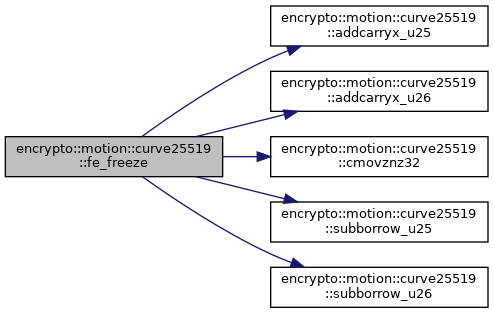 encrypto::motion::curve25519
::addcarryx_u25
encrypto::motion::curve25519
::addcarryx_u26
encrypto::motion::curve25519
::fe_freeze
encrypto::motion::curve25519
::cmovznz32
encrypto::motion::curve25519
::subborrow_u25
encrypto::motion::curve25519
::subborrow_u26